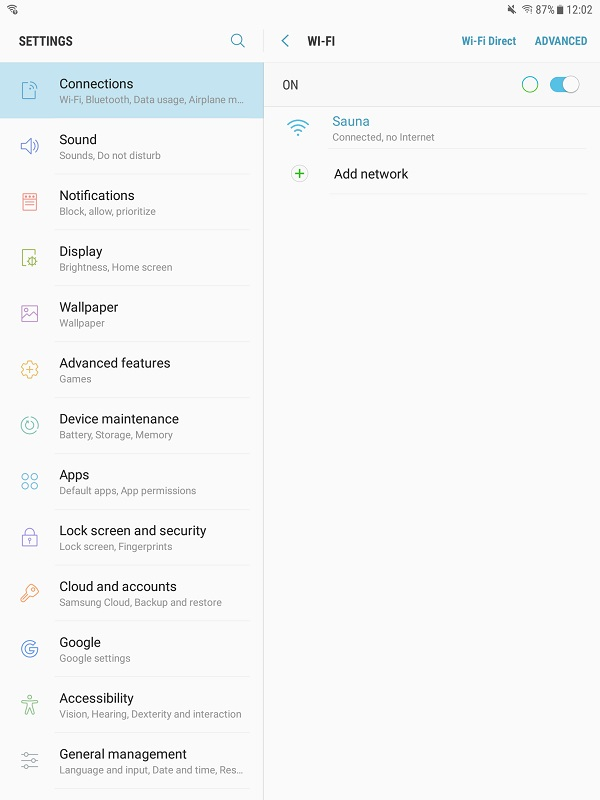 87% 12:02
SETTINGS
Connections
Wi-Fi, Bluetooth, Data usage, Airplane m...
Sound
Sounds, Do not disturb
Notifications
Block, allow, prioritize
Display
Brightness, Home screen
Wallpaper
Wallpaper
Advanced features
Games
Device maintenance
Battery, Storage, Memory
Apps
Default apps, App permissions
Lock screen and security
Lock screen, Fingerprints
Cloud and accounts
Samsung Cloud, Backup and restore
Google
Google settings
Accessibility
Vision, Hearing, Dexterity and interaction
General management
Language and input, Date and time, Res...
WI-FI Wi-Fi Direct ADVANCED
ON
Sauna
Connected, no Internet
Add network